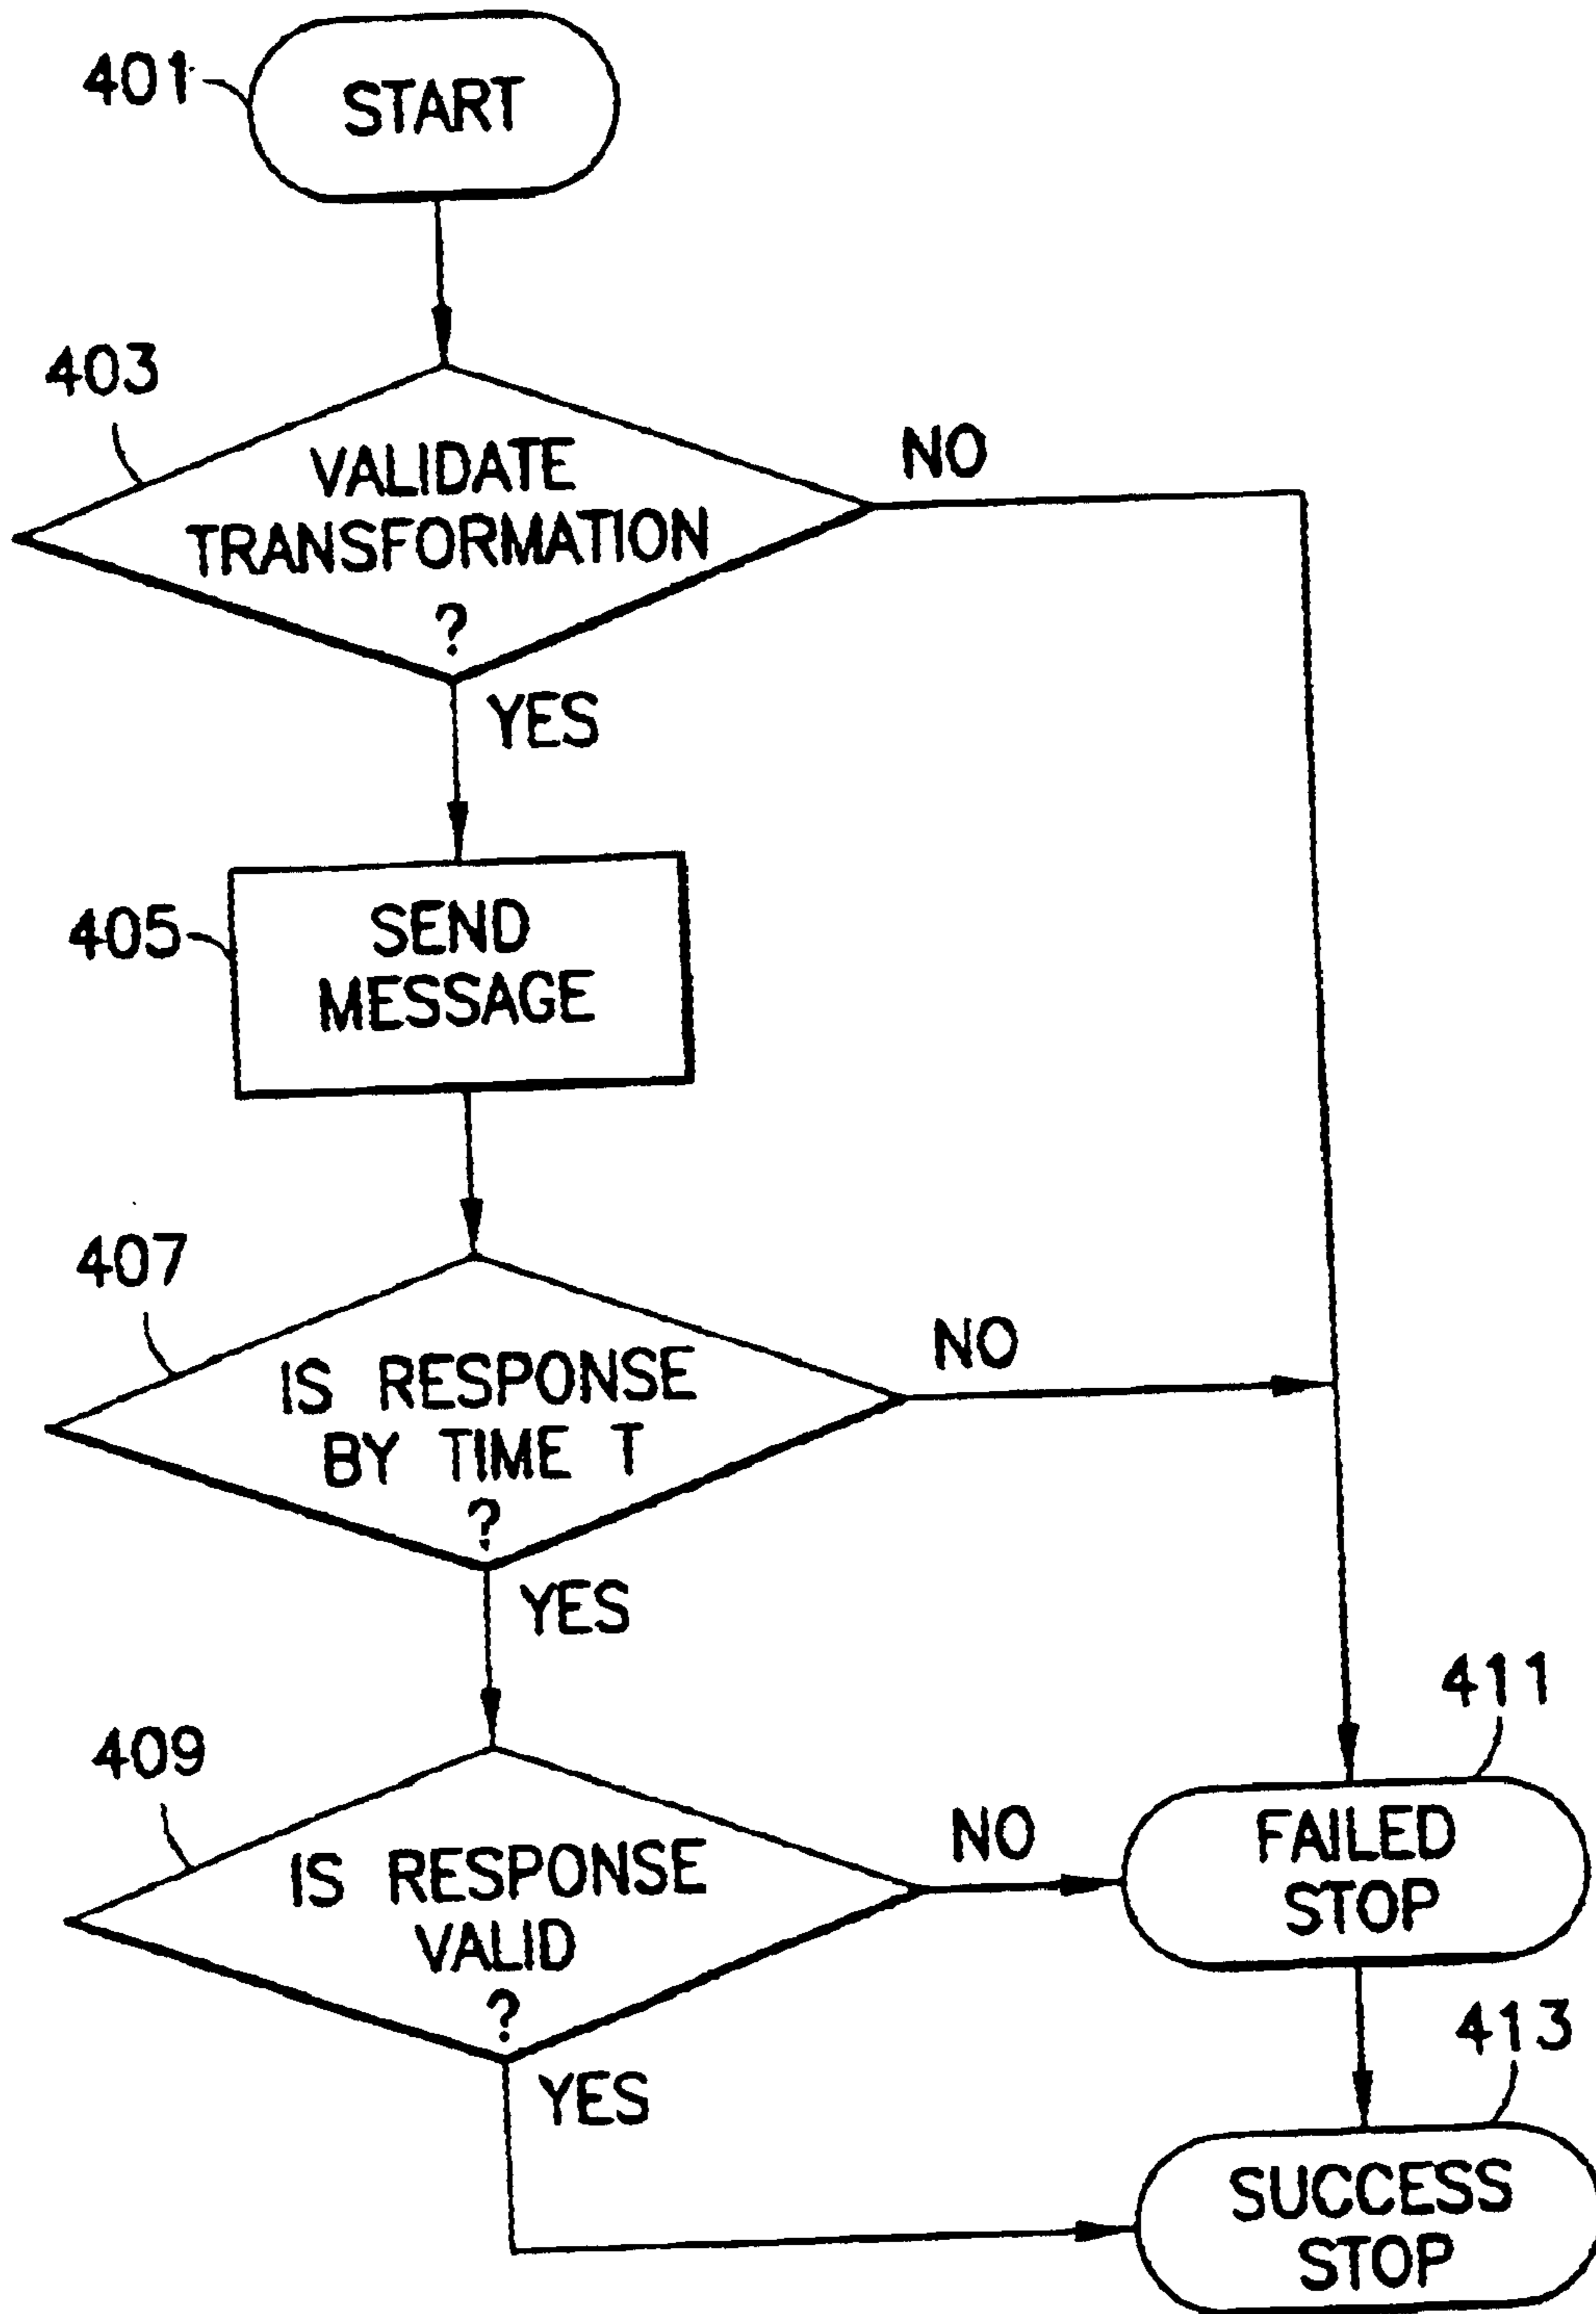 401
START
403
VALIDATE
TRANSFORMATION
?
NO
YES
405
SEND
MESSAGE
407
IS RESPONSE
BY TIME T
?
NO
YES
409
IS RESPONSE
VALID
?
NO
YES
411
FAILED
STOP
413
SUCCESS
STOP